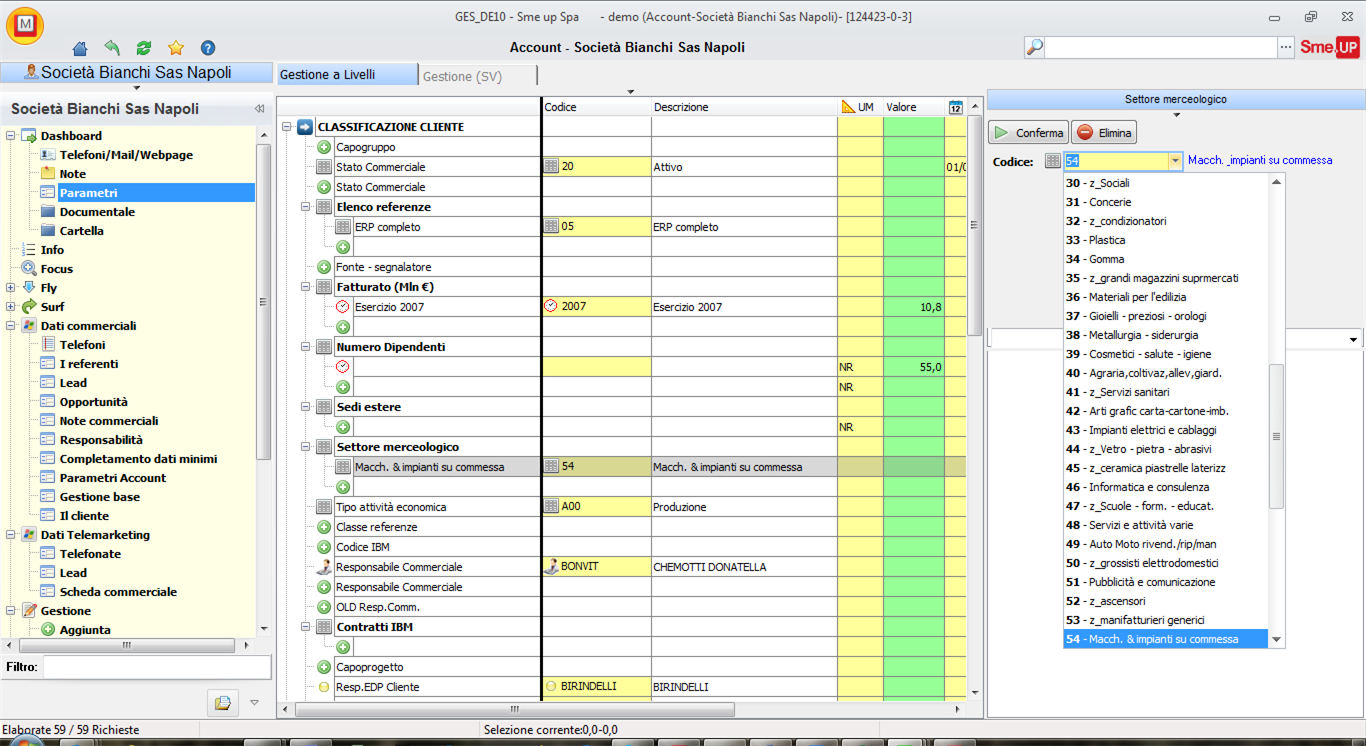 GES_DE10 - Sme up Spa - demo (Account-Società Bianchi Sas Napoli)- [124423-0-3]
M
Account - Società Bianchi Sas Napoli
Sme.UP
Società Bianchi Sas Napoli
Gestione a Livelli
Gestione (SV)
Settore merceologico
Società Bianchi Sas Napoli
Dashboard
Telefoni/Mail/Webpage
Note
Parametri
Documentale
Cartella
Info
Focus
Fly
Surf
Dati commerciali
Telefoni
I referenti
Lead
Opportunità
Note commerciali
Responsabilità
Completamento dati minimi
Parametri Account
Gestione base
Il cliente
Dati Telemarketing
Telefonate
Lead
Scheda commerciale
Gestione
Aggiunta
Filtro:
Codice Descrizione UM Valore 12
CLASSIFICAZIONE CLIENTE
Capogruppo
Stato Commerciale 20 Attivo 01/0
Stato Commerciale
Elenco referenze
ERP completo 05 ERP completo
Fonte - segnalatore
Fatturato (Mln €)
Esercizio 2007 2007 Esercizio 2007 10,8
Numero Dipendenti
NR 55,0
NR
Sedi estere
NR
Settore merceologico
Macch. & impianti su commessa 54 Macch. & impianti su commessa
Tipo attività economica A00 Produzione
Classe referenze
Codice IBM
Responsabile Commerciale BONVIT CHEMOTTI DONATELLA
Responsabile Commerciale
OLD Resp.Comm.
Contratti IBM
Capoprogetto
Resp.EDP Cliente BIRINDELLI BIRINDELLI
Conferma Elimina
Codice: 54 Macch. _impianti su commessa
30 - z_Sociali
31 - Concerie
32 - z_condizionatori
33 - Plastica
34 - Gomma
35 - z_grandi magazzini suprmercati
36 - Materiali per l'edilizia
37 - Gioielli - preziosi - orologi
38 - Metallurgia - siderurgia
39 - Cosmetici - salute - igiene
40 - Agraria,coltivaz,allev,giard.
41 - z_Servizi sanitari
42 - Arti grafic carta-cartone-imb.
43 - Impianti elettrici e cablaggi
44 - z_Vetro - pietra - abrasivi
45 - z_ceramica piastrelle laterizz
46 - Informatica e consulenza
47 - z_Scuole - form. - educat.
48 - Servizi e attività varie
49 - Auto Moto rivend./rip/man
50 - z_grossisti elettrodomestici
51 - Pubblicità e comunicazione
52 - z_ascensori
53 - z_manifatturieri generici
54 - Macch. & impianti su commessa
Elaborate 59 / 59 Richieste
Selezione corrente:0,0-0,0